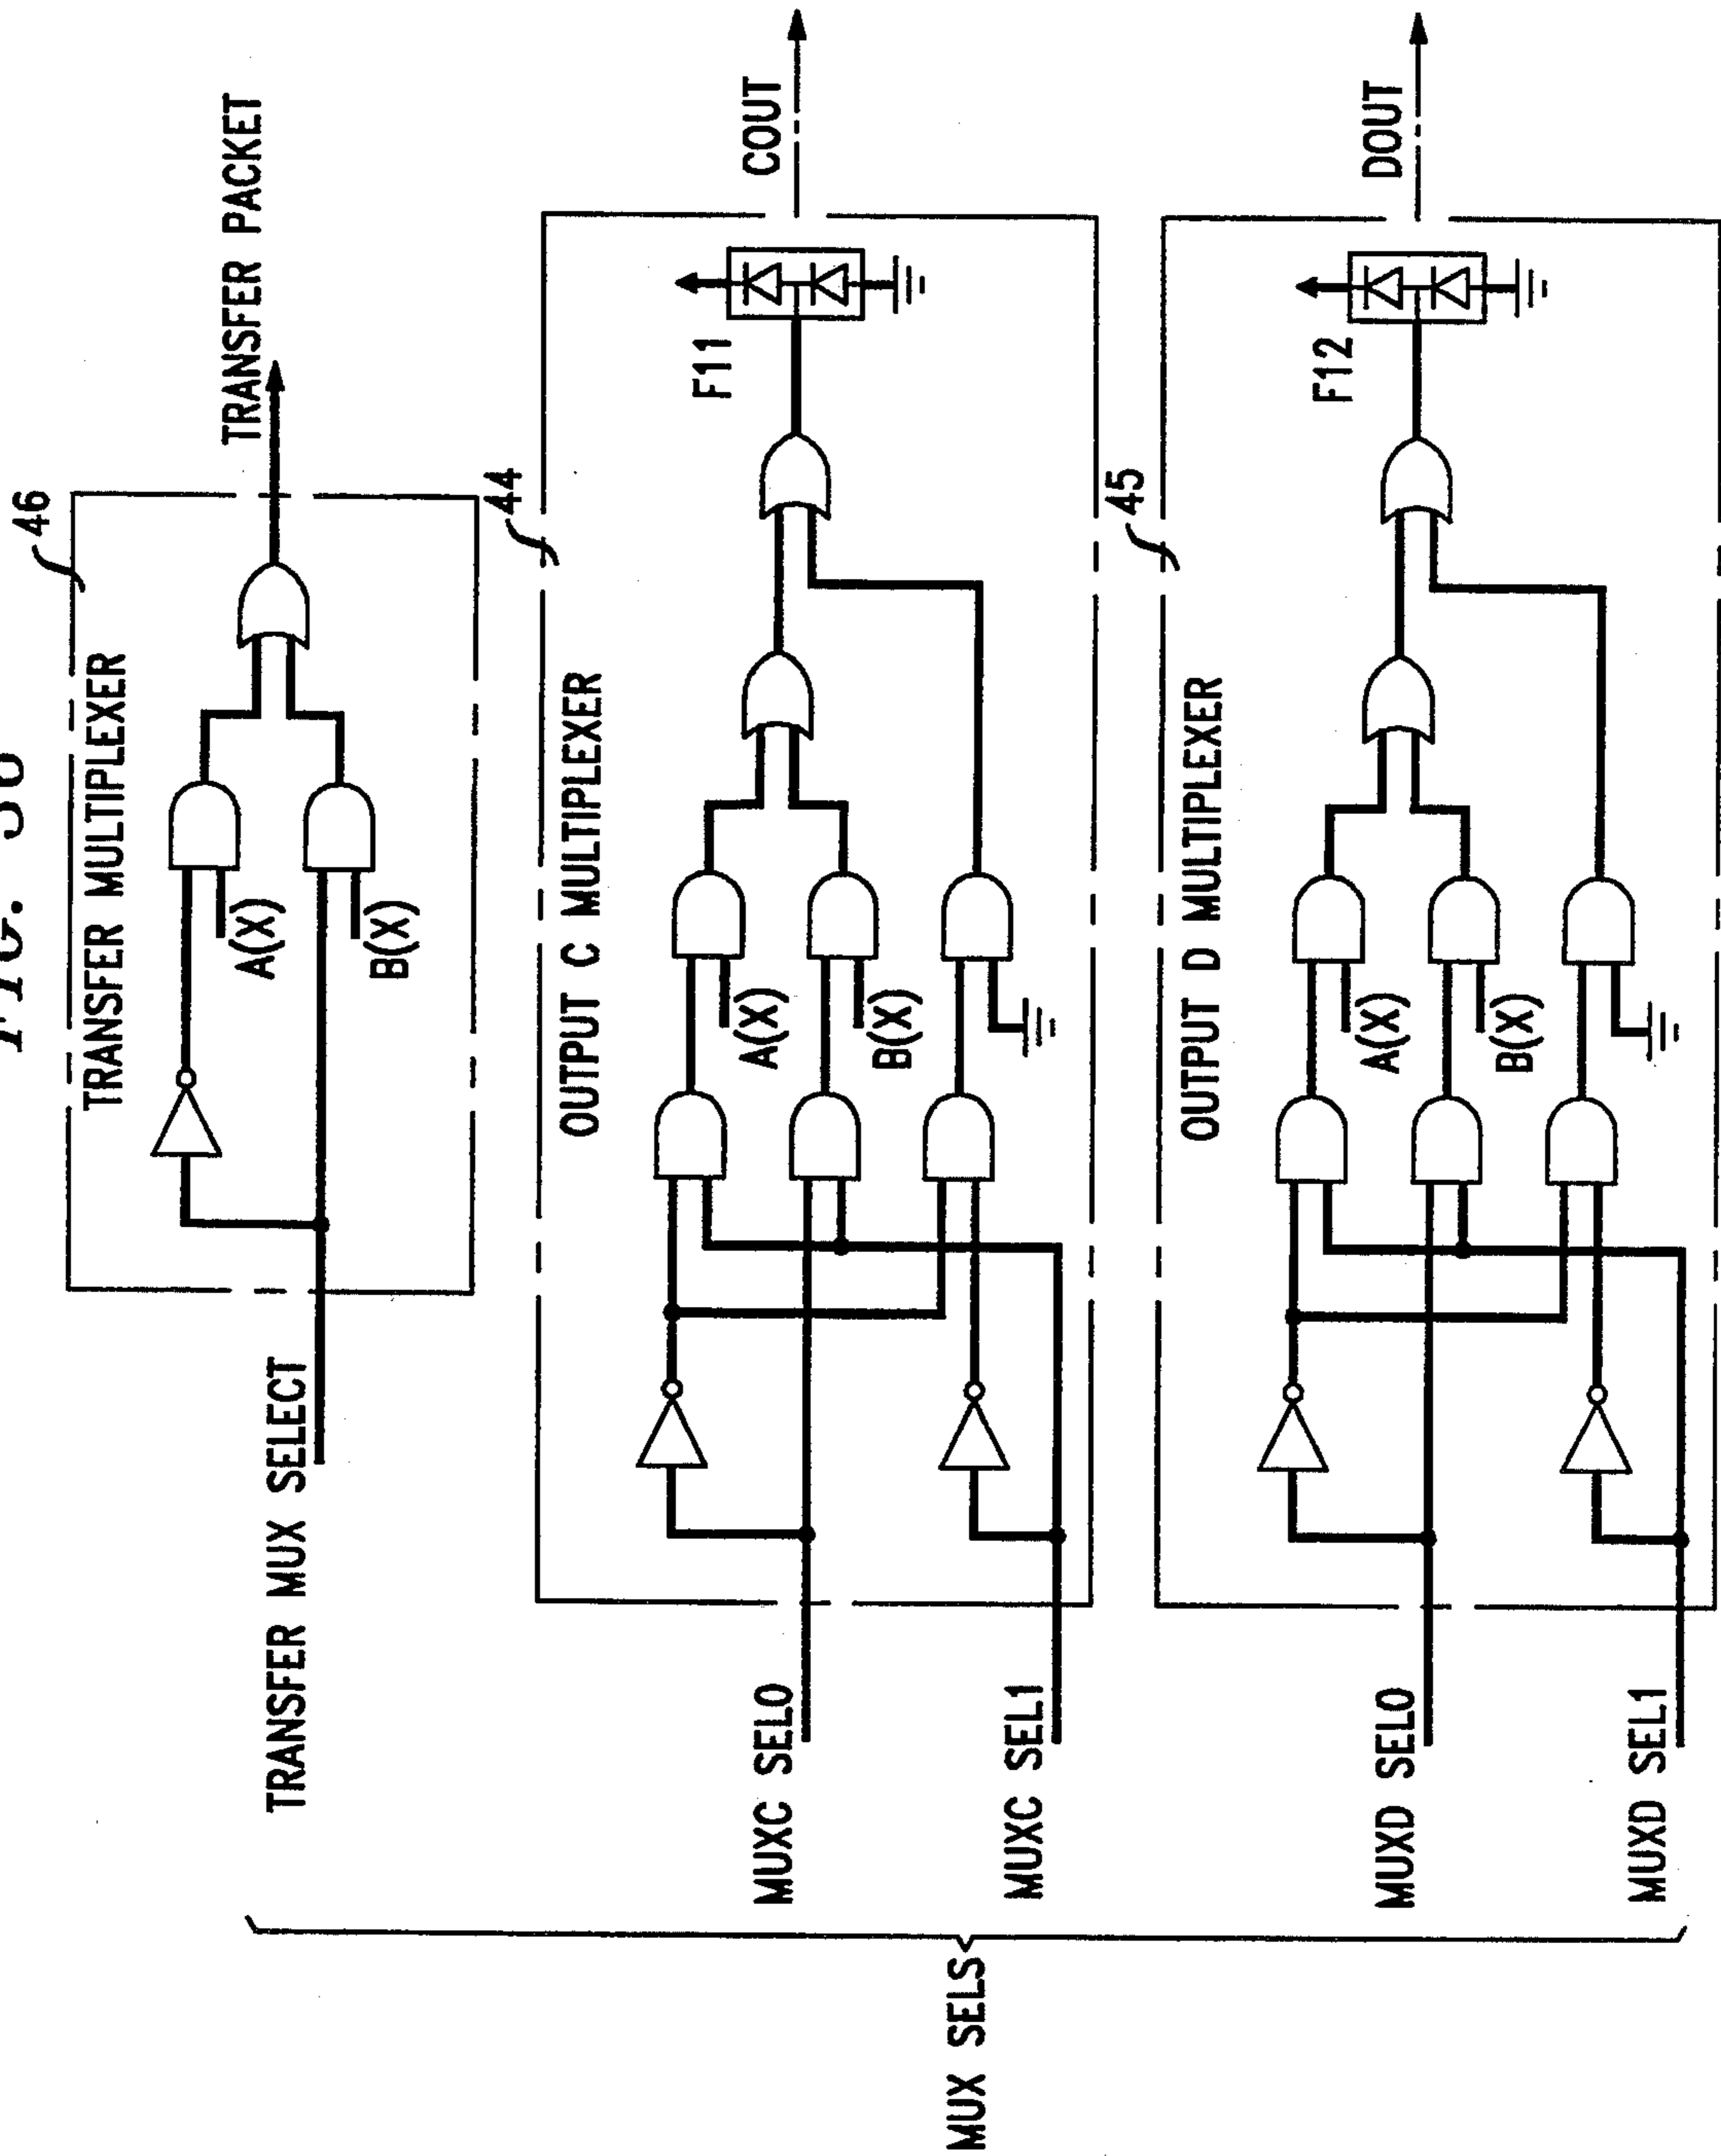 FIG.
46
TRANSFER MULTIPLEXER
TRANSFER MUX SELECT
A(X)
B(X)
TRANSFER PACKET
44
OUTPUT C MULTIPLEXER
MUXC SEL0
MUXC SEL1
A(X)
B(X)
F11
COUT
MUX SELS
45
OUTPUT D MULTIPLEXER
MUXD SEL0
MUXD SEL1
A(X)
B(X)
F12
DOUT